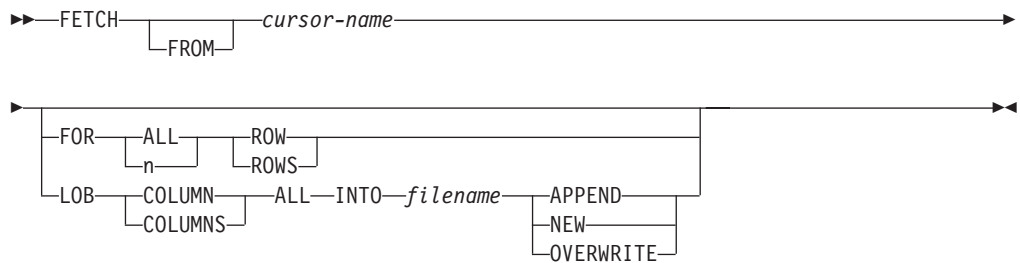 FETCH cursor-name
FROM
FOR ALL ROW
n ROWS
LOB COLUMN ALL INTO filename APPEND
COLUMNS NEW
OVERWRITE